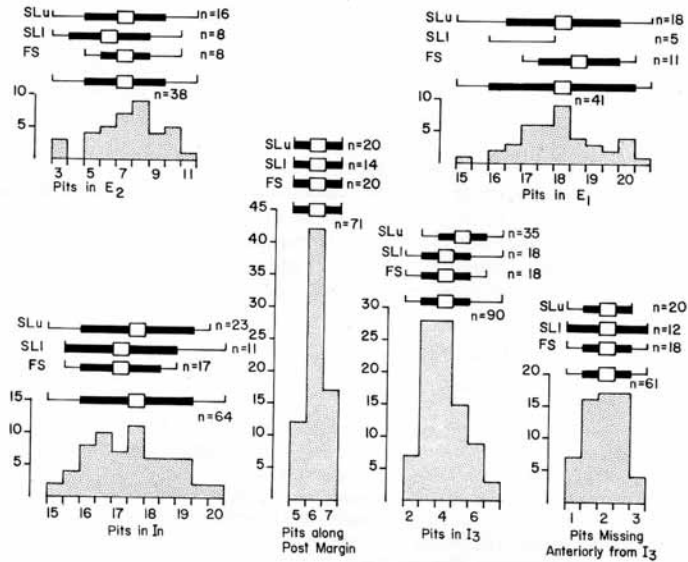 SLu n=16
SLl n=8
FS n=8
n=38
10
5
3 5 7 9 11
Pits in E2
SLu n=18
SLl n=5
FS n=11
n=41
10
5
15 16 17 18 19 20
Pits in E1
SLu n=20
SLl n=14
FS n=20
n=71
45
40
35
30
25
20
15
10
5
5 6 7
Pits along
Post Margin
SLu n=35
SLl n=18
FS n=18
n=90
30
25
20
15
10
5
2 4 6
Pits in I3
SLu n=23
SLl n=11
FS n=17
n=64
15
10
5
15 16 17 18 19 20
Pits in In
SLu n=20
SLl n=12
FS n=18
n=61
20
15
10
5
1 2 3
Pits Missing
Anteriorly from I3